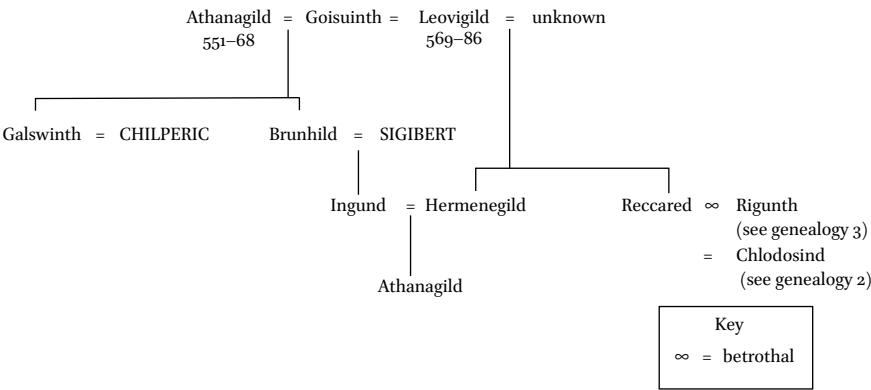 Athanagild = Goisuinth = Leovigild = unknown
551–68 569–86
Galswinth = CHILPERIC Brunhild = SIGIBERT
Ingund = Hermenegild Reccared ∞ Rigunth
(see genealogy 3)
= Chlodosind
(see genealogy 2)
Athanagild
Key
∞ = betrothal